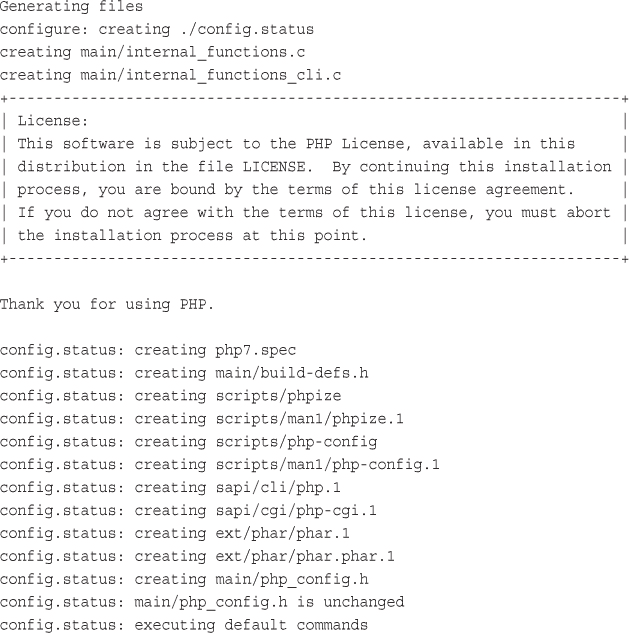 Generating files
configure: creating ./config.status
creating main/internal_functions.c
creating main/internal_functions_cli.c
+--------------------------------------------------------------------+
| License:                                                           |
| This software is subject to the PHP License, available in this     |
| distribution in the file LICENSE.  By continuing this installation |
| process, you are bound by the terms of this license agreement.     |
| If you do not agree with the terms of this license, you must abort |
| the installation process at this point.                            |
+--------------------------------------------------------------------+
Thank you for using PHP.
config.status: creating php7.spec
config.status: creating main/build-defs.h
config.status: creating scripts/phpize
config.status: creating scripts/man1/phpize.1
config.status: creating scripts/php-config
config.status: creating scripts/man1/php-config.1
config.status: creating sapi/cli/php.1
config.status: creating sapi/cgi/php-cgi.1
config.status: creating ext/phar/phar.1
config.status: creating ext/phar/phar.phar.1
config.status: creating main/php_config.h
config.status: main/php_config.h is unchanged
config.status: executing default commands